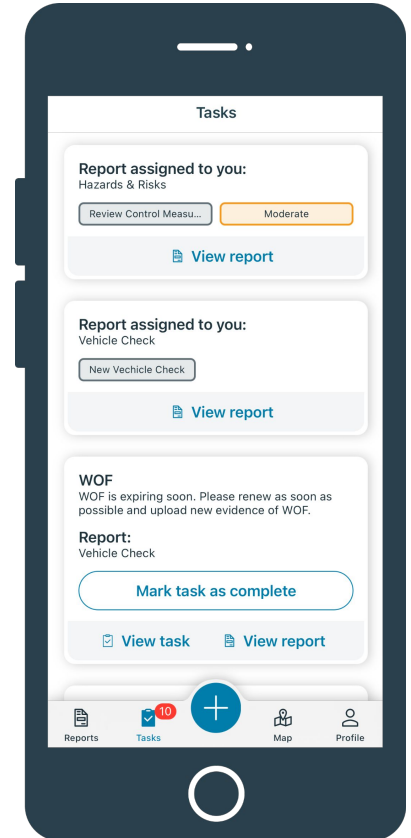 Tasks
Report assigned to you:
Hazards & Risks
Review Control Measu...
Moderate
View report
Report assigned to you:
Vehicle Check
New Vechicle Check
View report
WOF
WOF is expiring soon. Please renew as soon as
possible and upload new evidence of WOF.
Report:
Vehicle Check
Mark task as complete
View task
View report
10
Reports
Tasks
Map
Profile